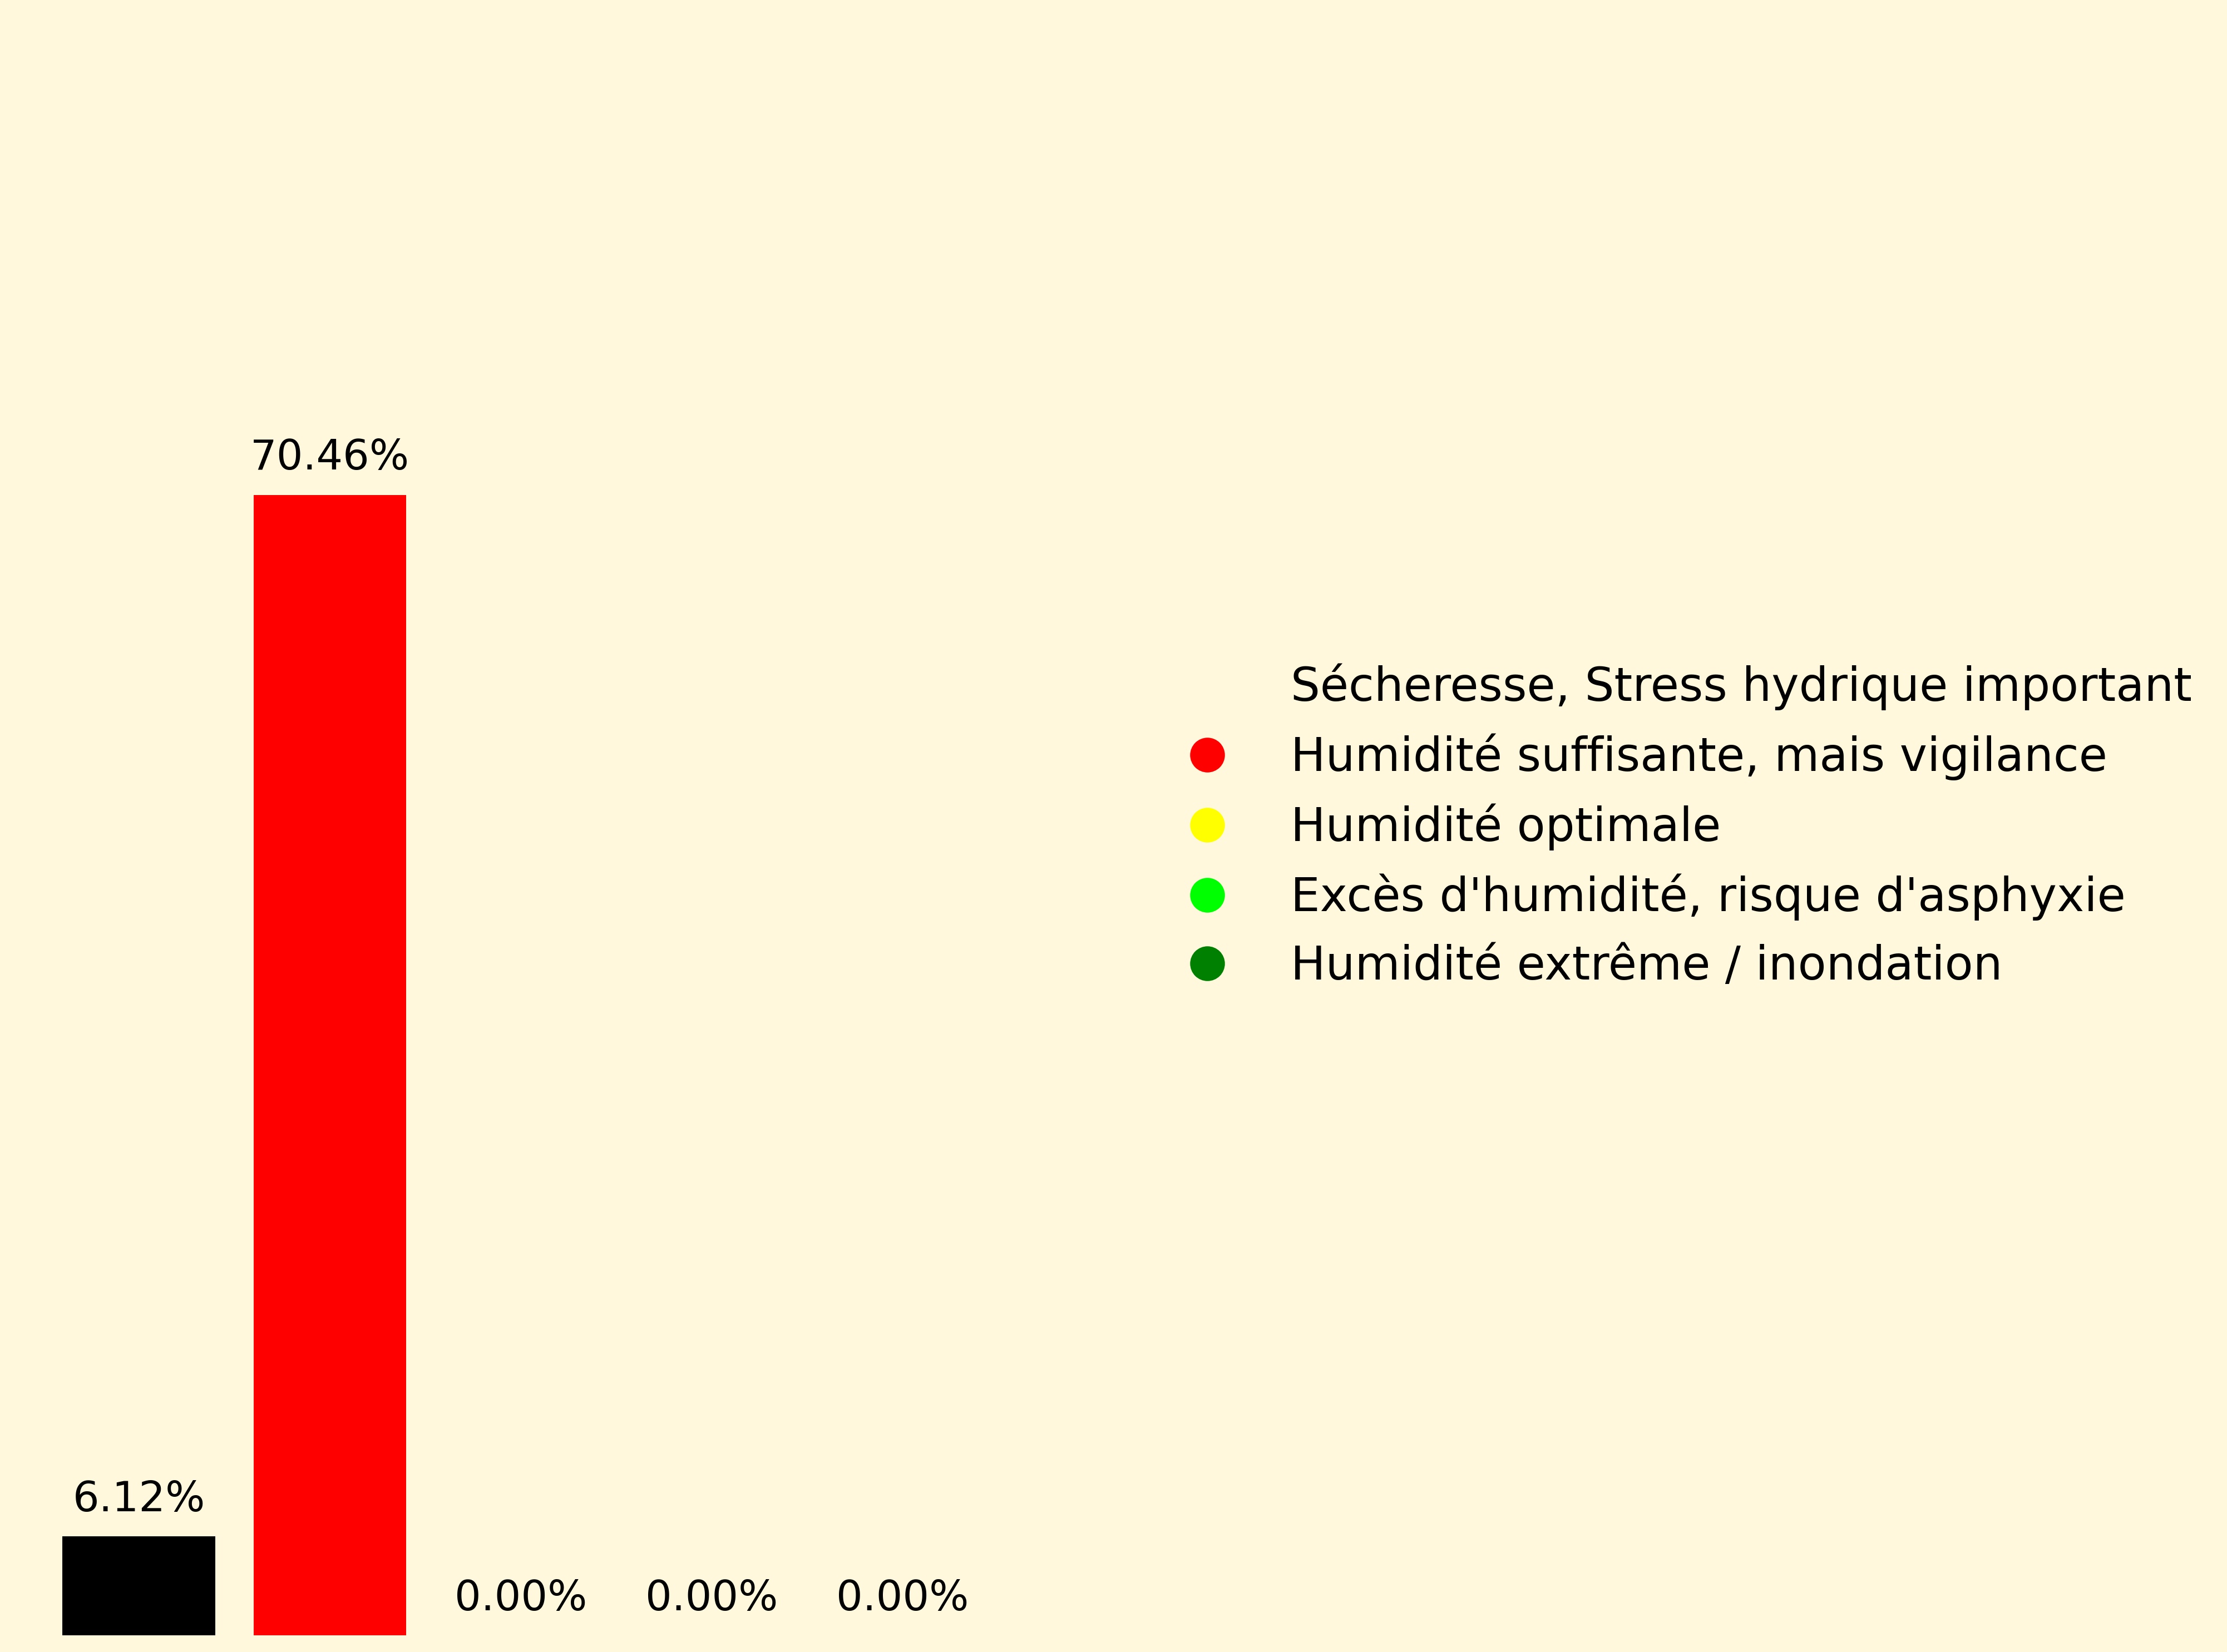 70.46%
Sécheresse, Stress hydrique important
Humidité suffisante, mais vigilance
Humidité optimale
Excès d'humidité, risque d'asphyxie
Humidité extrême / inondation
6.12%
0.00% 0.00% 0.00%